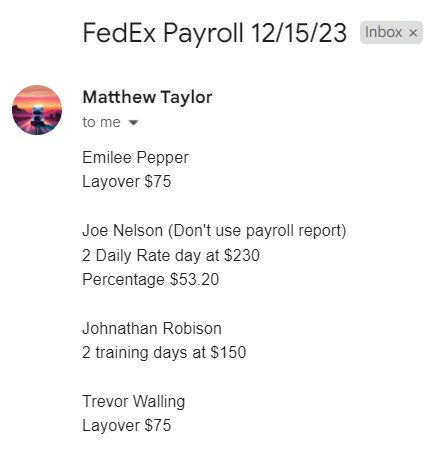 FedEx Payroll 12/15/23 Inbox ×
Matthew Taylor
to me
Emilee Pepper
Layover $75
Joe Nelson (Don't use payroll report)
2 Daily Rate day at $230
Percentage $53.20
Johnathan Robison
2 training days at $150
Trevor Walling
Layover $75